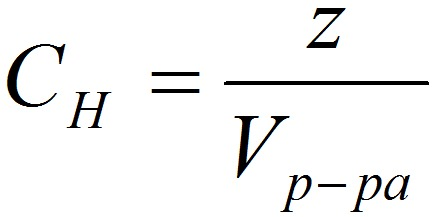 C_H = z / V_{p-pa}